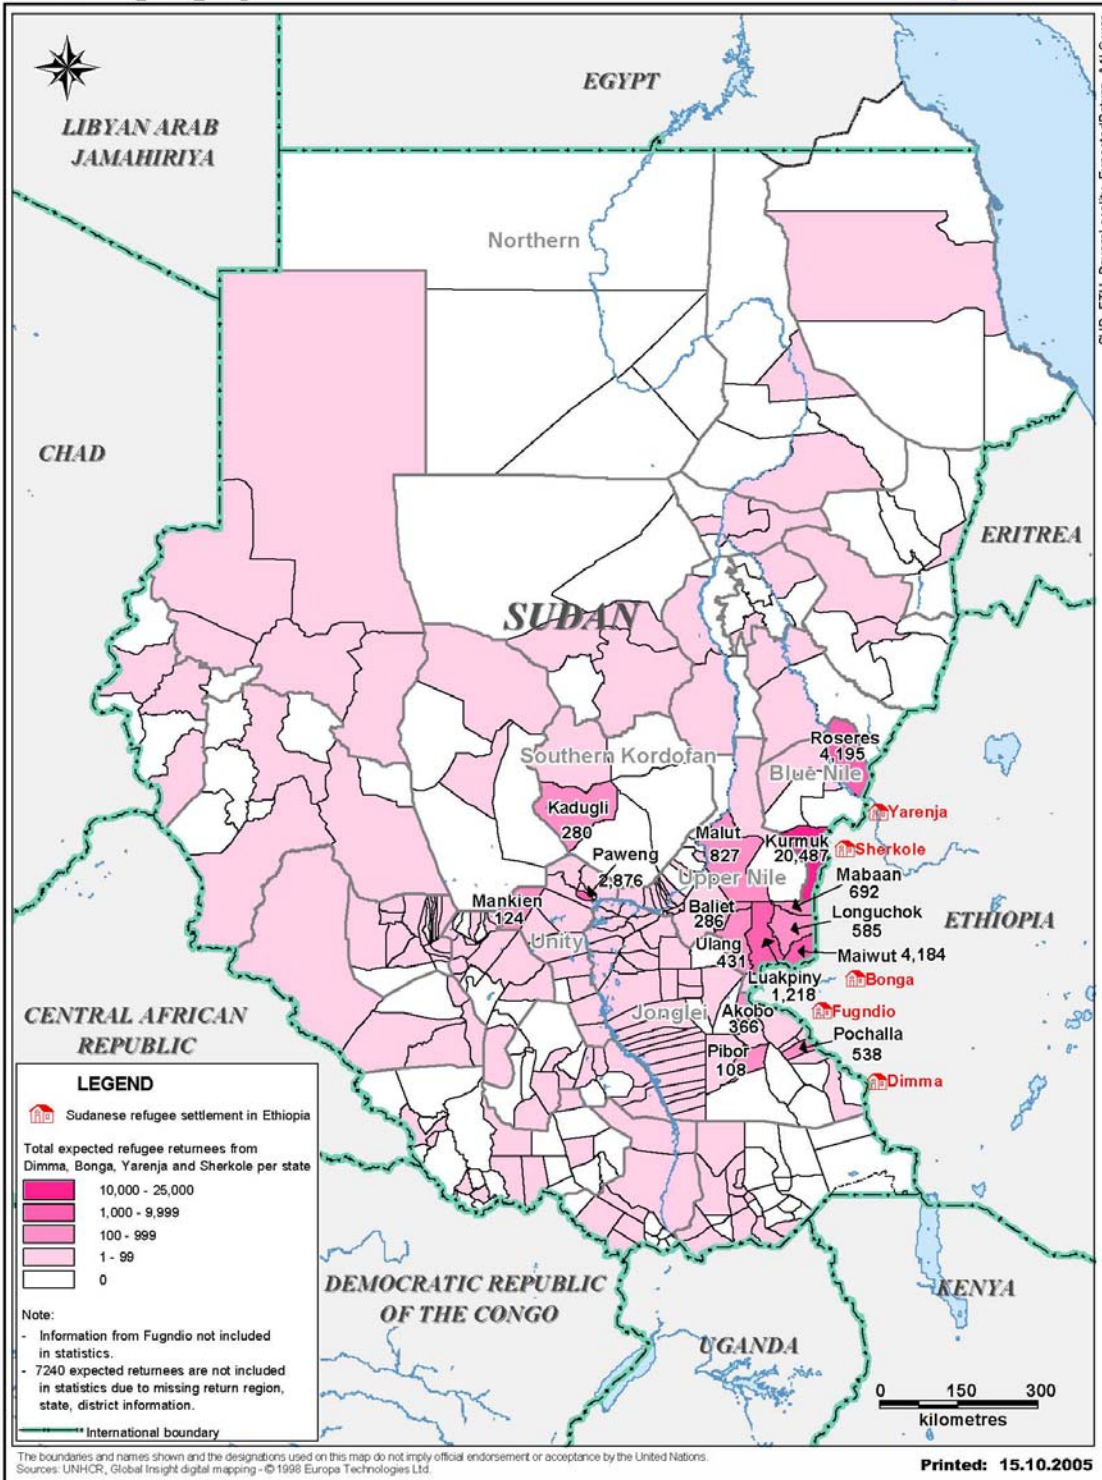 EGYPT
LIBYAN ARAB
JAMAHIRIYA
Northern
CHAD
ERITREA
SUDAN
Roseres
4,195
Southern Kordofan
Blue Nile
Kadugli
280
Yarenja
Malut
827
Kurmuk
20,487
Sherkole
Paweng
2,876
Upper Nile
Mabaan
692
Mankien
124
Baliet
286
Longuchok
585
ETHIOPIA
Unity
Ulang
431
Maiwut 4,184
Luakpiny
1,218
Bonga
Jonglei
Akobo
366
Fugndio
CENTRAL AFRICAN
REPUBLIC
Pochalla
538
Pibor
108
Dimma
LEGEND
Sudanese refugee settlement in Ethiopia
Total expected refugee returnees from
Dimma, Bonga, Yarenja and Sherkole per state
10,000 - 25,000
1,000 - 9,999
100 - 999
1 - 99
0
Note:
- Information from Fugndio not included
in statistics.
- 7240 expected returnees are not included
in statistics due to missing return region,
state, district information.
International boundary
DEMOCRATIC REPUBLIC
OF THE CONGO
KENYA
UGANDA
0 150 300
kilometres
The boundaries and names shown and the designations used on this map do not imply official endorsement or acceptance by the United Nations.
Sources: UNHCR, Global Insight digital mapping - © 1998 Europa Technologies Ltd.
Printed: 15.10.2005